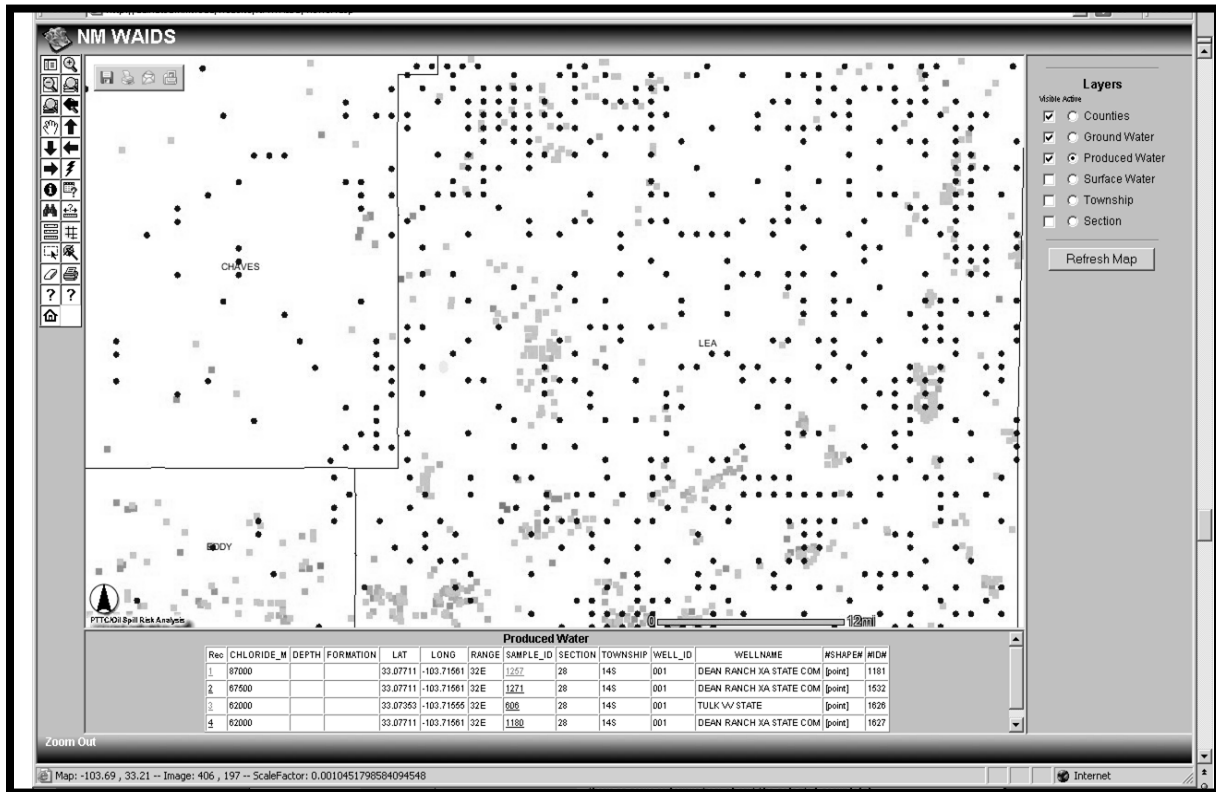 NM WAIDS
Layers
Visible Active
Counties
Ground Water
Produced Water
Surface Water
Township
Section
Refresh Map
CHAVES
LEA
EDDY
0 12mi
PTTC/Oil Spill Risk Analysis
Produced Water
Rec CHLORIDE_M DEPTH FORMATION LAT LONG RANGE SAMPLE_ID SECTION TOWNSHIP WELL_ID WELLNAME #SHAPE# #ID#
1 87000 33.07711 -103.71561 32E 1257 28 14S 001 DEAN RANCH XA STATE COM [point] 1181
2 67500 33.07711 -103.71561 32E 1271 28 14S 001 DEAN RANCH XA STATE COM [point] 1532
3 62000 33.07353 -103.71555 32E 606 28 14S 001 TULK VV STATE [point] 1626
4 62000 33.07711 -103.71561 32E 1180 28 14S 001 DEAN RANCH XA STATE COM [point] 1627
Zoom Out
Map: -103.69 , 33.21 -- Image: 406 , 197 -- ScaleFactor: 0.0010451798584094548
Internet